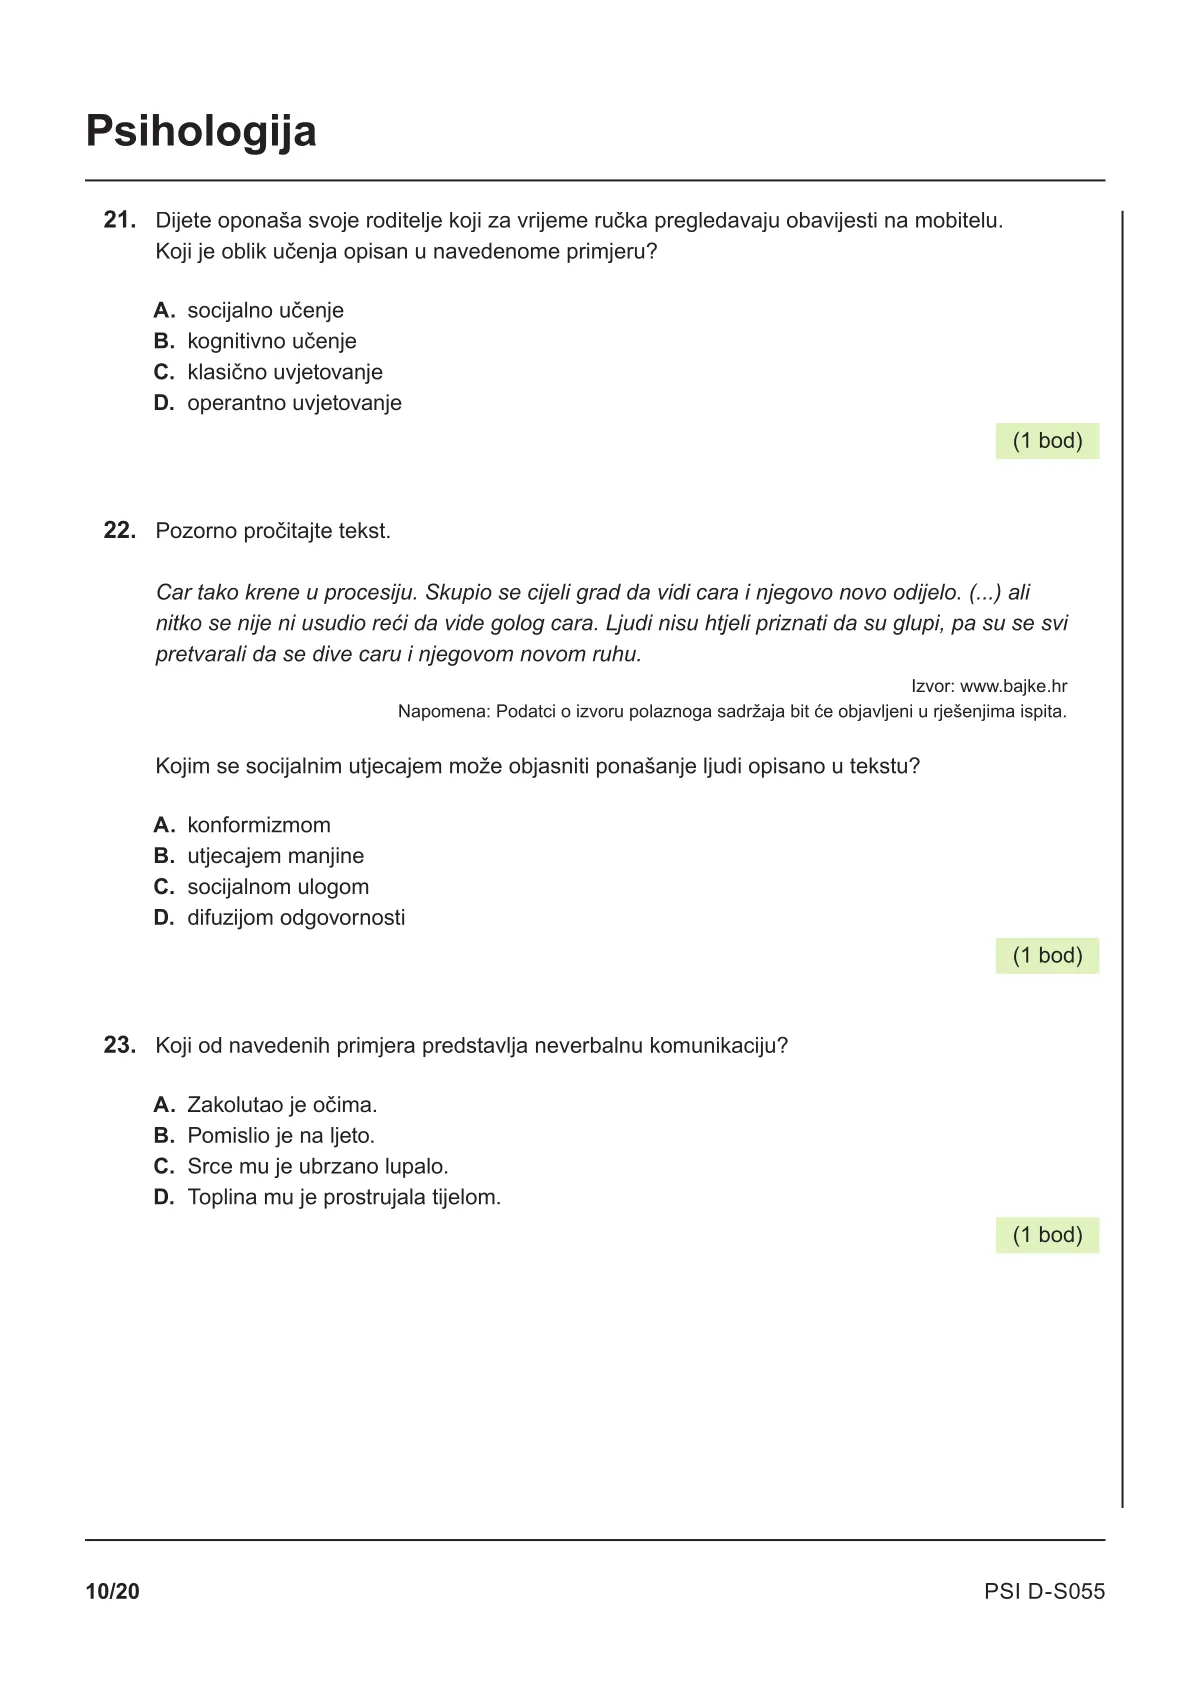 Psihologija
21. Dijete oponaša svoje roditelje koji za vrijeme ručka pregledavaju obavijesti na mobitelu.
Koji je oblik učenja opisan u navedenome primjeru?
A. socijalno učenje
B. kognitivno učenje
C. klasično uvjetovanje
D. operantno uvjetovanje
(1 bod)
22. Pozorno pročitajte tekst.
Car tako krene u procesiju. Skupio se cijeli grad da vidi cara i njegovo novo odijelo. (...) ali
nitko se nije ni usudio reći da vide golog cara. Ljudi nisu htjeli priznati da su glupi, pa su se svi
pretvarali da se dive caru i njegovom novom ruhu.
Izvor: www.bajke.hr
Napomena: Podatci o izvoru polaznoga sadržaja bit će objavljeni u rješenjima ispita.
Kojim se socijalnim utjecajem može objasniti ponašanje ljudi opisano u tekstu?
A. konformizmom
B. utjecajem manjine
C. socijalnom ulogom
D. difuzijom odgovornosti
(1 bod)
23. Koji od navedenih primjera predstavlja neverbalnu komunikaciju?
A. Zakolutao je očima.
B. Pomislio je na ljeto.
C. Srce mu je ubrzano lupalo.
D. Toplina mu je prostrujala tijelom.
(1 bod)
10/20
PSI D-S055